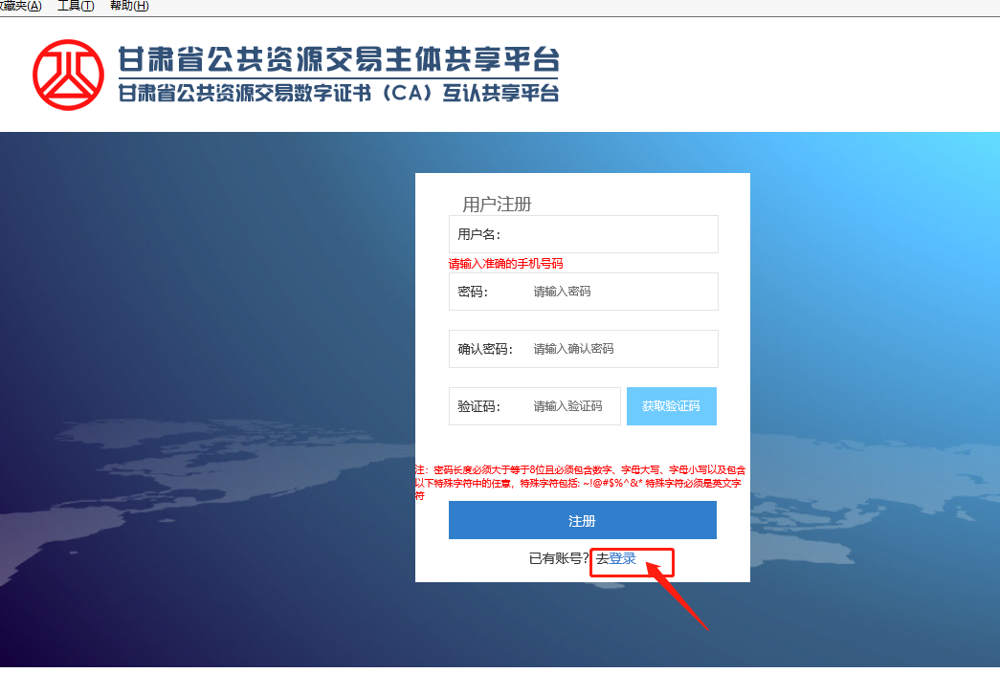 收藏夹(A) 工具(T) 帮助(H)
甘肃省公共资源交易主体共享平台
甘肃省公共资源交易数字证书（CA）互认共享平台
用户注册
用户名：
请输入准确的手机号码
密码： 请输入密码
确认密码： 请输入确认密码
验证码： 请输入验证码 获取验证码
注：密码长度必须大于等于8位且必须包含数字、字母大写、字母小写以及包含
以下特殊字符中的任意，特殊字符包括: ~!@#$%^&* 特殊字符必须是英文字
符
注册
已有账号? 去登录